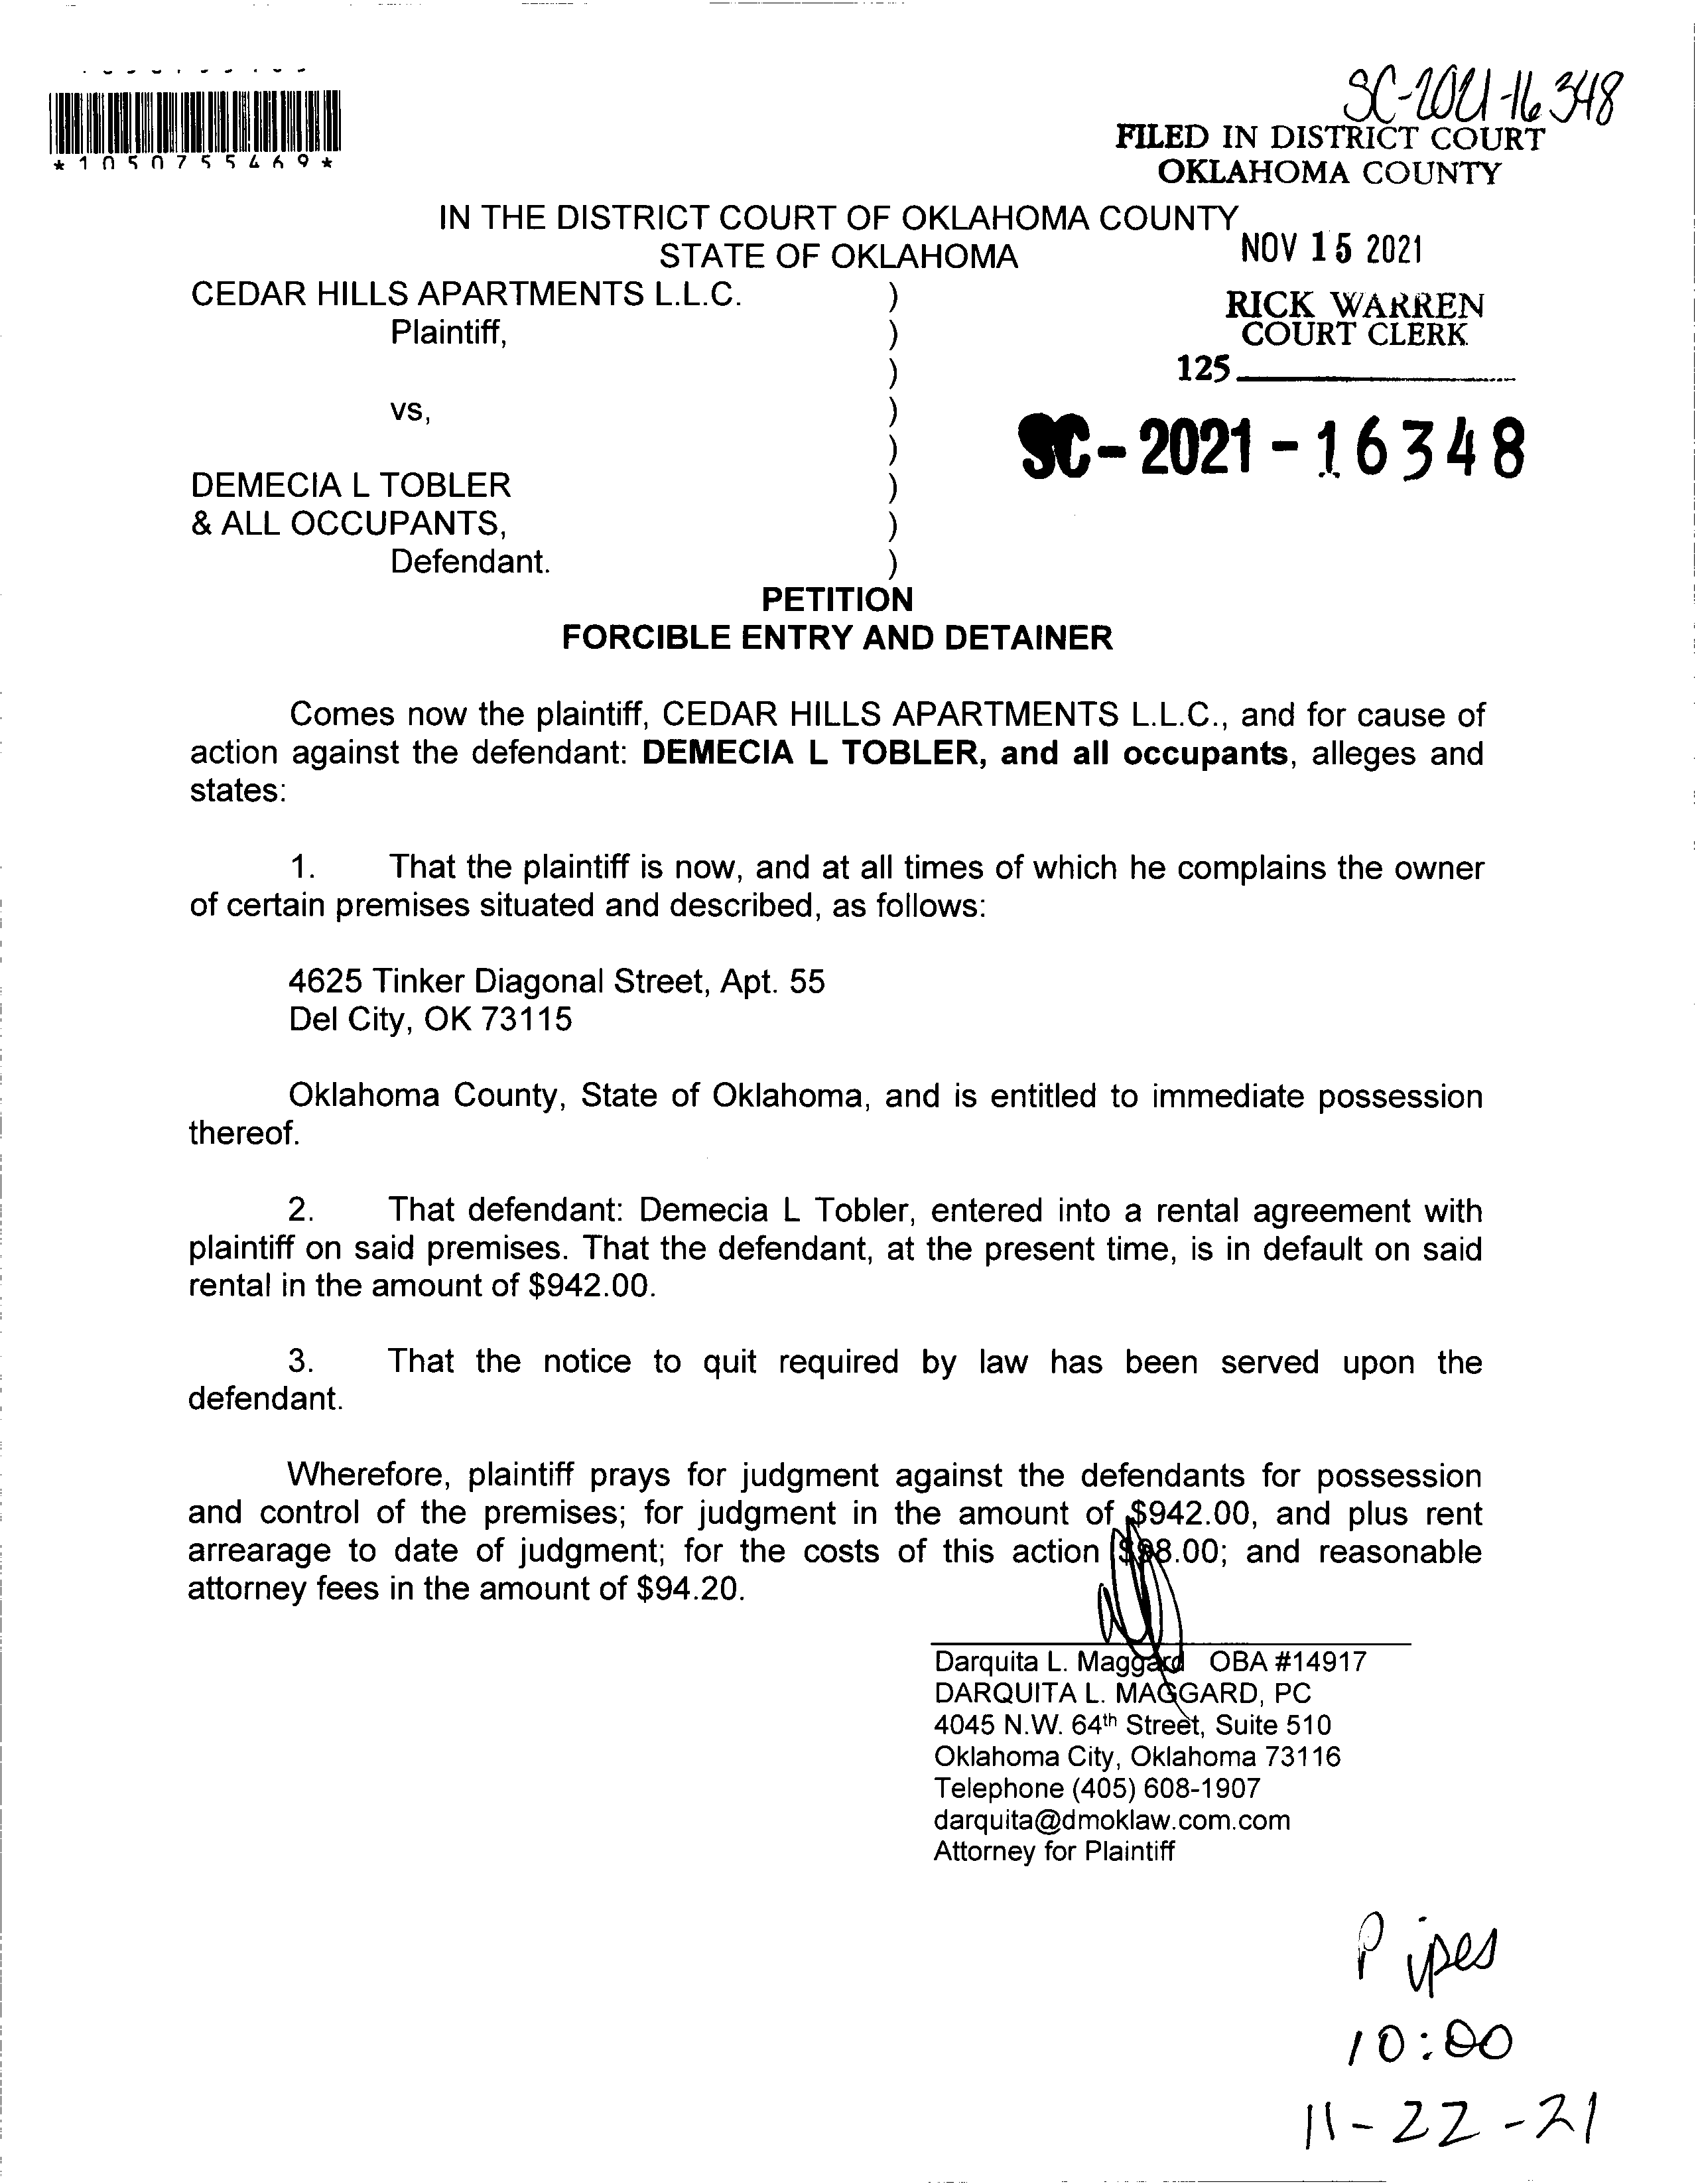 SC-2021-16348
FILED IN DISTRICT COURT
OKLAHOMA COUNTY
*1050755469*
IN THE DISTRICT COURT OF OKLAHOMA COUNTY
STATE OF OKLAHOMA
NOV 15 2021
CEDAR HILLS APARTMENTS L.L.C. )
Plaintiff, )
)
RICK WARREN
COURT CLERK
125
vs, )
)
SC-2021-16348
DEMECIA L TOBLER )
& ALL OCCUPANTS, )
Defendant. )
PETITION
FORCIBLE ENTRY AND DETAINER
Comes now the plaintiff, CEDAR HILLS APARTMENTS L.L.C., and for cause of
action against the defendant: DEMECIA L TOBLER, and all occupants, alleges and
states:
1. That the plaintiff is now, and at all times of which he complains the owner
of certain premises situated and described, as follows:
4625 Tinker Diagonal Street, Apt. 55
Del City, OK 73115
Oklahoma County, State of Oklahoma, and is entitled to immediate possession
thereof.
2. That defendant: Demecia L Tobler, entered into a rental agreement with
plaintiff on said premises. That the defendant, at the present time, is in default on said
rental in the amount of $942.00.
3. That the notice to quit required by law has been served upon the
defendant.
Wherefore, plaintiff prays for judgment against the defendants for possession
and control of the premises; for judgment in the amount of $942.00, and plus rent
arrearage to date of judgment; for the costs of this action and reasonable
attorney fees in the amount of $94.20.
Darquita L. Maggard OBA #14917
DARQUITA L. MAGGARD, PC
4045 N.W. 64th Street, Suite 510
Oklahoma City, Oklahoma 73116
Telephone (405) 608-1907
darquita@dmoklaw.com.com
Attorney for Plaintiff
Pipes
10:00
11-22-21